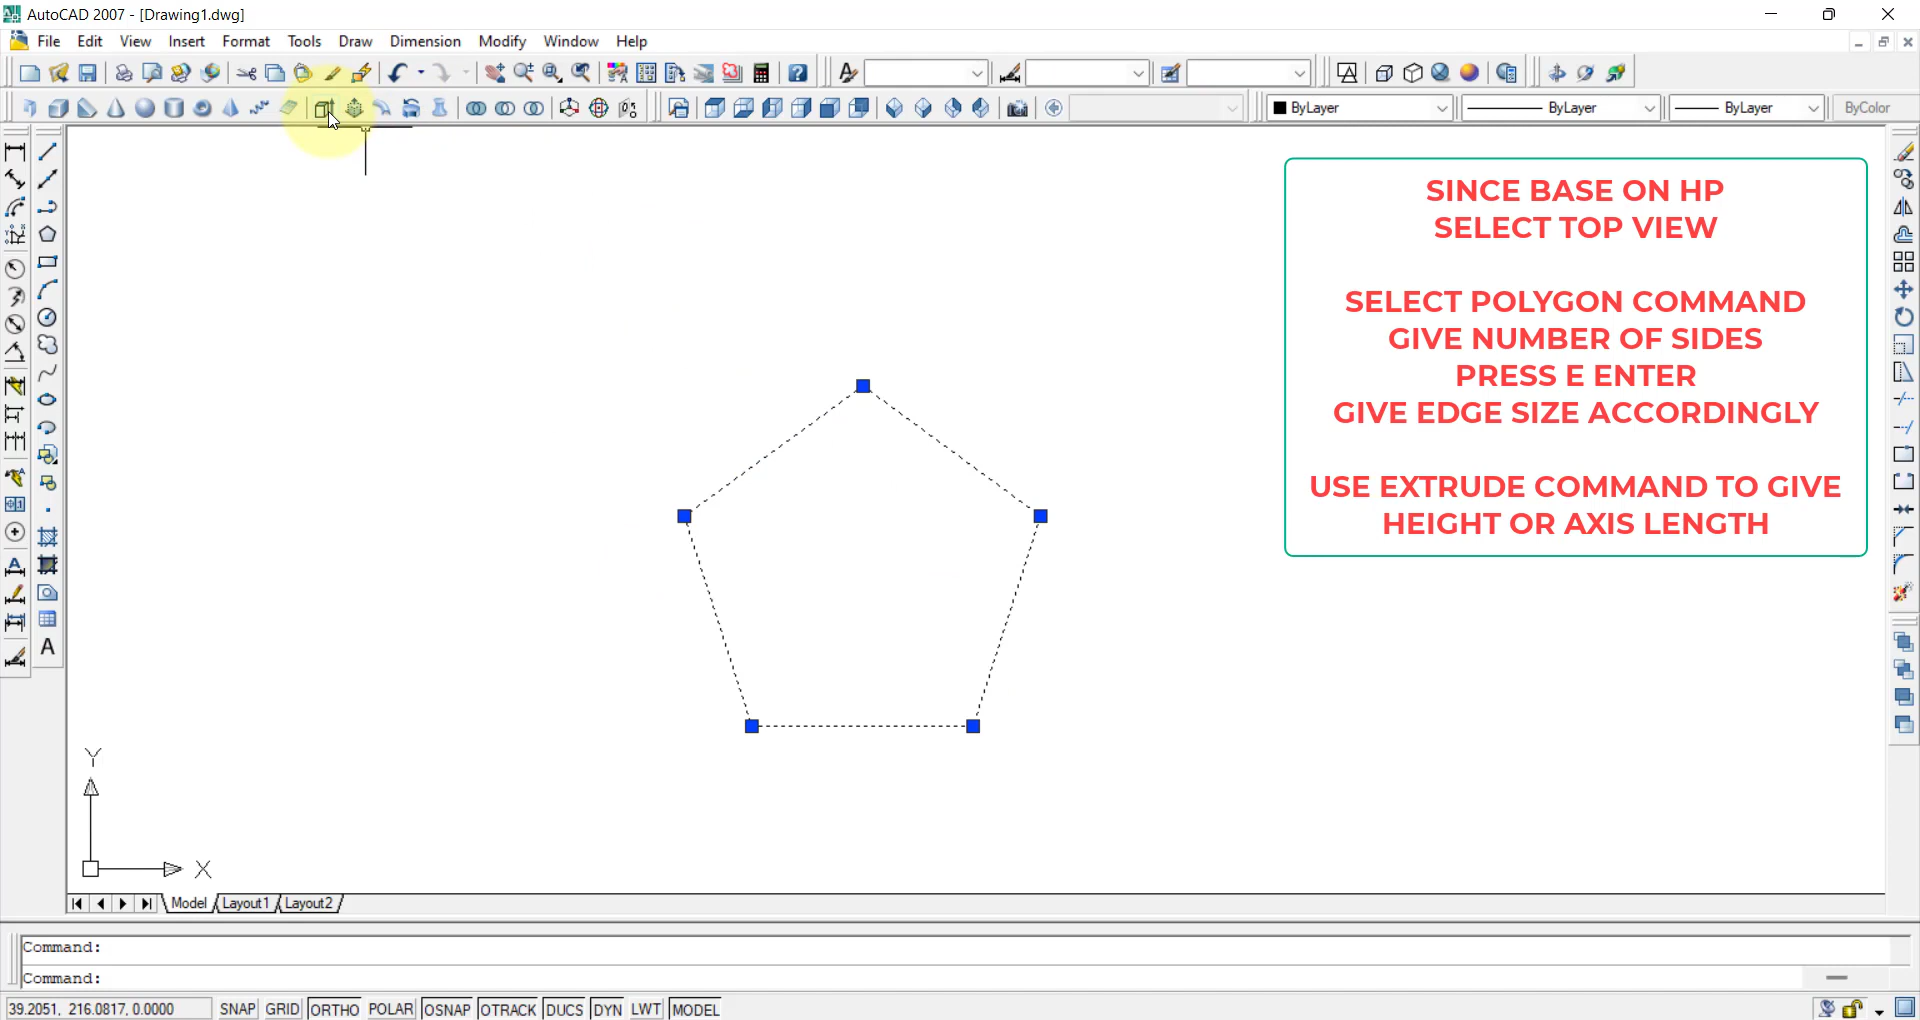 AutoCAD 2007 - [Drawing1.dwg]
File Edit View Insert Format Tools Draw Dimension Modify Window Help
ByLayer ByLayer ByLayer ByColor
SINCE BASE ON HP
SELECT TOP VIEW
SELECT POLYGON COMMAND
GIVE NUMBER OF SIDES
PRESS E ENTER
GIVE EDGE SIZE ACCORDINGLY
USE EXTRUDE COMMAND TO GIVE
HEIGHT OR AXIS LENGTH
A
Y
X
Model Layout1 Layout2
Command:
Command:
39.2051, 216.0817, 0.0000 SNAP GRID ORTHO POLAR OSNAP OTRACK DUCS DYN LWT MODEL